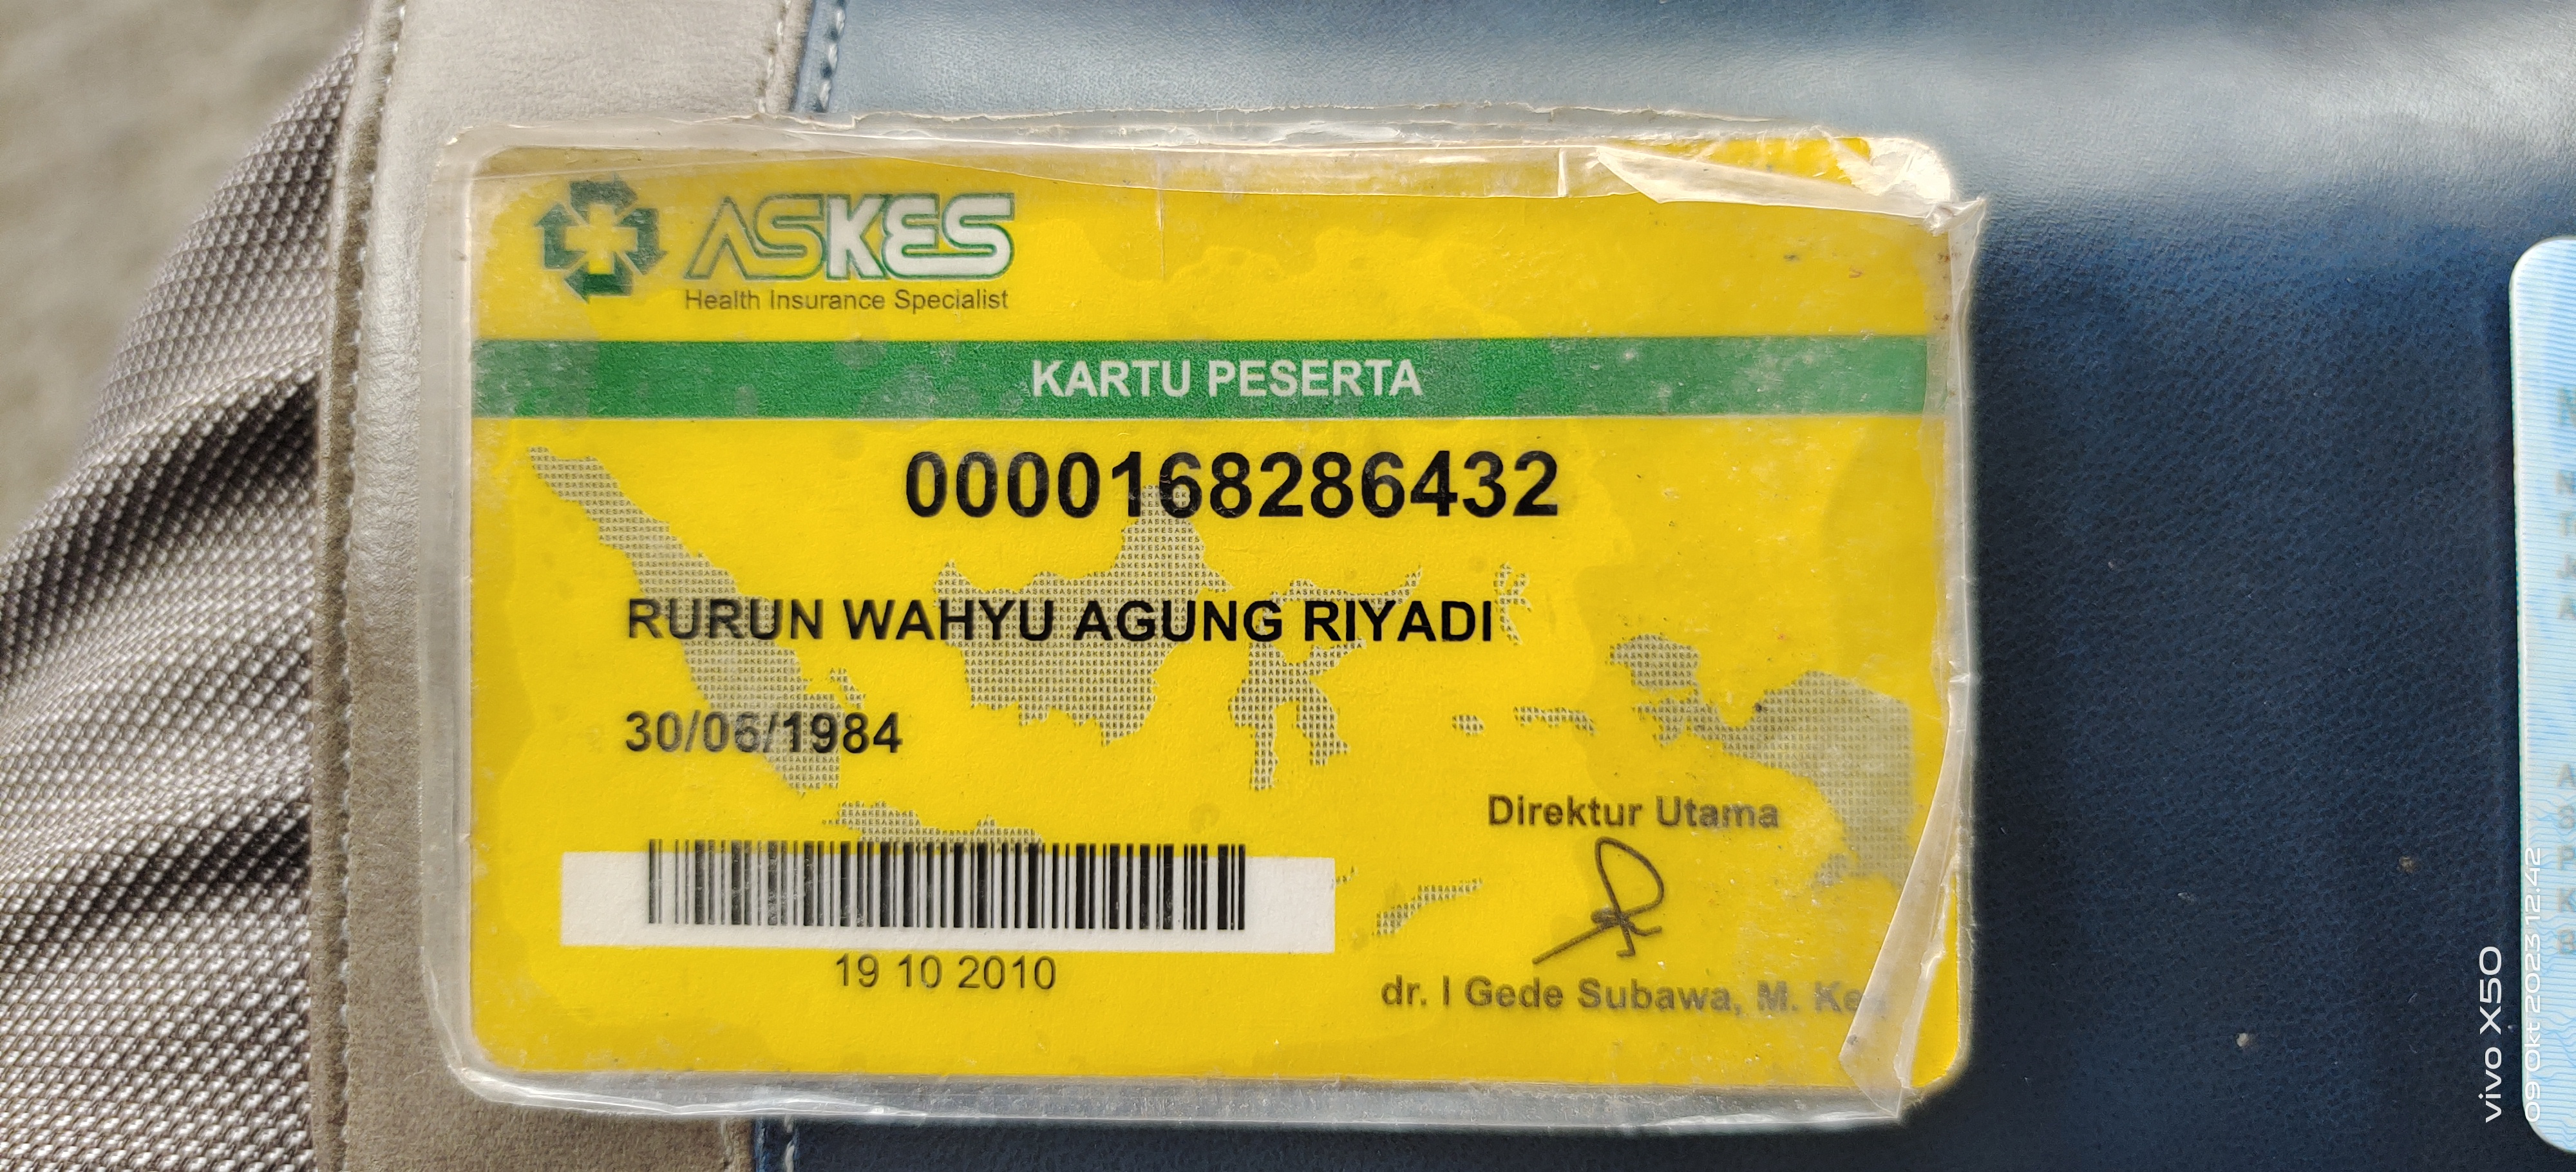 ASKES
Health Insurance Specialist
KARTU PESERTA
0000168286432
RURUN WAHYU AGUNG RIYADI
30/06/1984
19 10 2010
Direktur Utama
dr. I Gede Subawa, M. Ke
vivo X50
09 Okt 2023 12.42